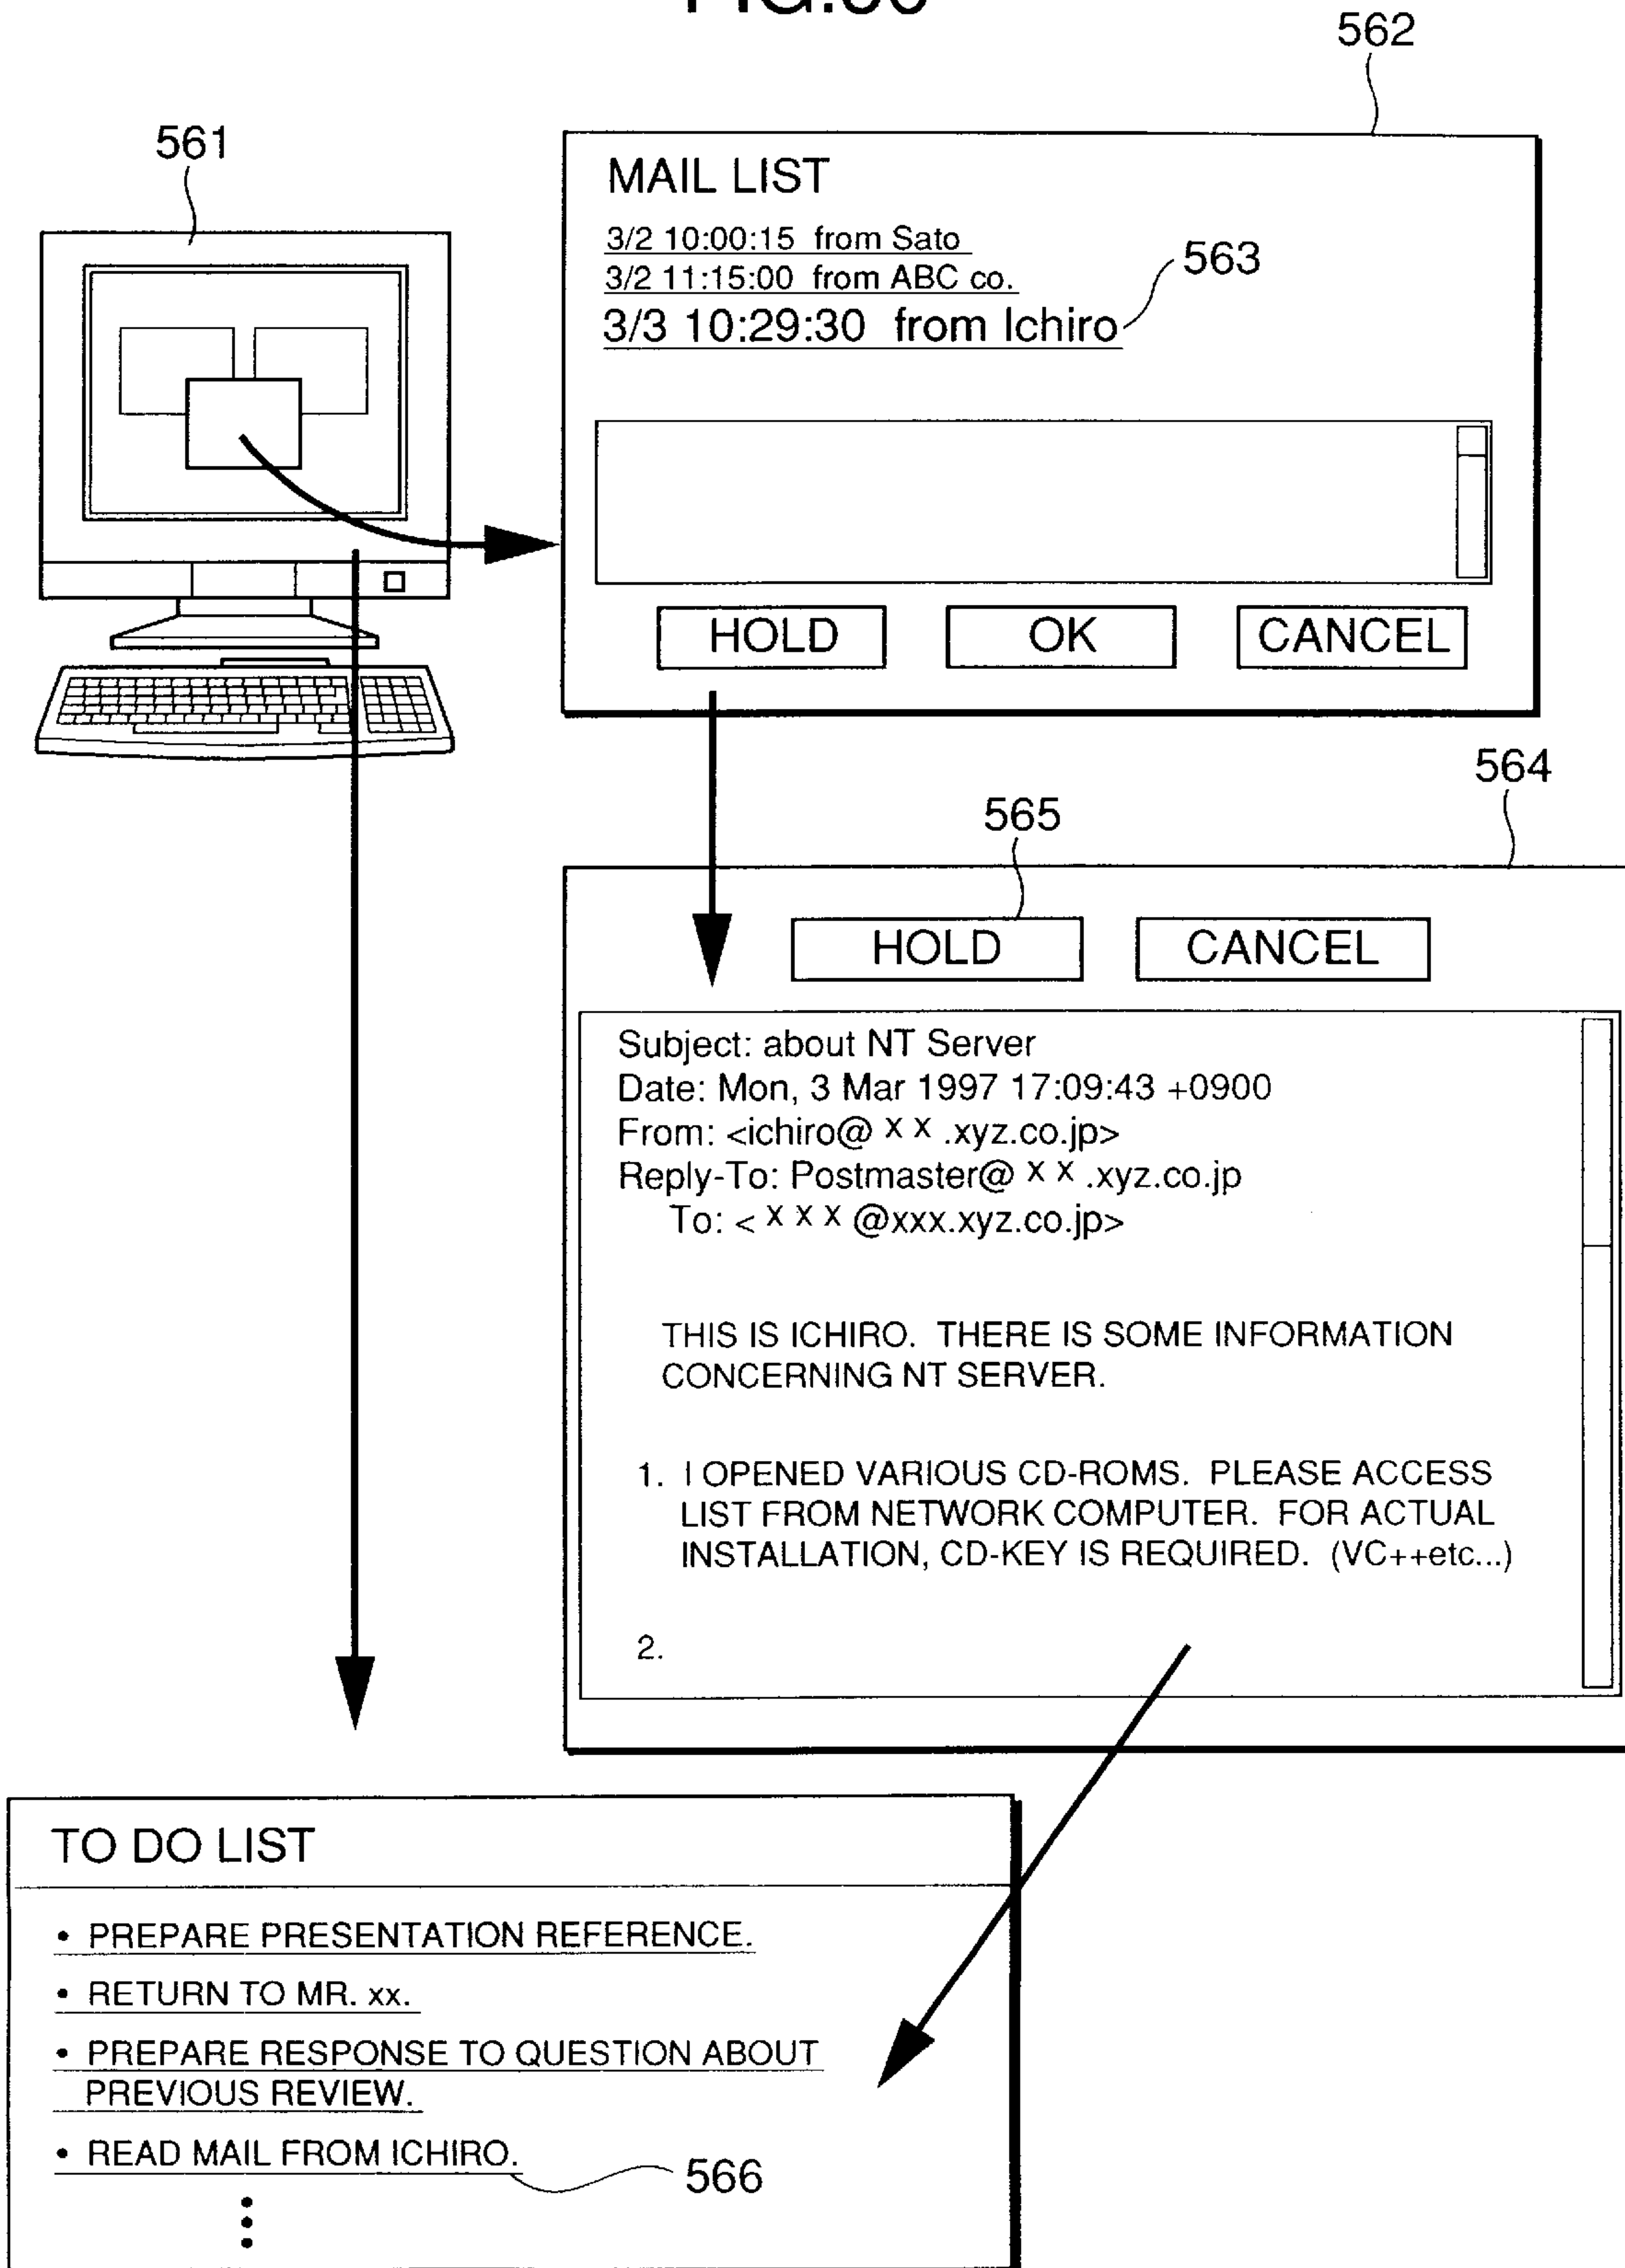 562
561
MAIL LIST
3/2 10:00:15 from Sato
3/2 11:15:00 from ABC co.
563
3/3 10:29:30 from Ichiro
HOLD OK CANCEL
564
565
HOLD CANCEL
Subject: about NT Server
Date: Mon, 3 Mar 1997 17:09:43 +0900
From: <ichiro@ x x .xyz.co.jp>
Reply-To: Postmaster@ x x .xyz.co.jp
To: < x x x @xxx.xyz.co.jp>
THIS IS ICHIRO. THERE IS SOME INFORMATION
CONCERNING NT SERVER.
1. I OPENED VARIOUS CD-ROMS. PLEASE ACCESS
LIST FROM NETWORK COMPUTER. FOR ACTUAL
INSTALLATION, CD-KEY IS REQUIRED. (VC++etc...)
2.
TO DO LIST
• PREPARE PRESENTATION REFERENCE.
• RETURN TO MR. xx.
• PREPARE RESPONSE TO QUESTION ABOUT
PREVIOUS REVIEW.
• READ MAIL FROM ICHIRO.
566